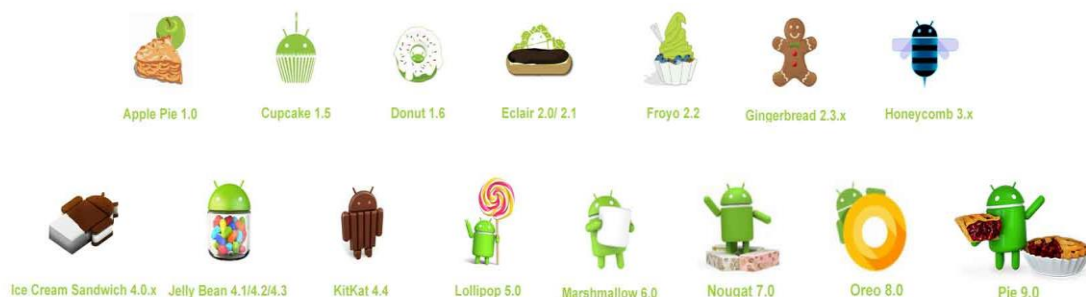 Apple Pie 1.0
Cupcake 1.5
Donut 1.6
Eclair 2.0/ 2.1
Froyo 2.2
Gingerbread 2.3.x
Honeycomb 3.x
Ice Cream Sandwich 4.0.x
Jelly Bean 4.1/4.2/4.3
KitKat 4.4
Lollipop 5.0
Marshmallow 6.0
Nougat 7.0
Oreo 8.0
Pie 9.0